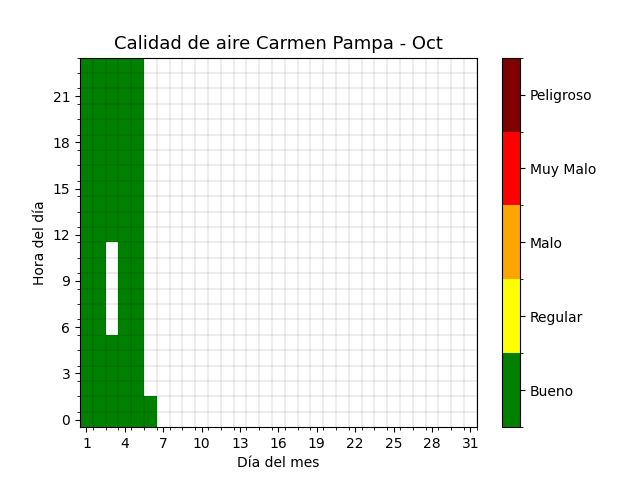 Calidad de aire Carmen Pampa - Oct
Hora del día
21
18
15
12
9
6
3
0
1 4 7 10 13 16 19 22 25 28 31
Día del mes
Peligroso
Muy Malo
Malo
Regular
Bueno